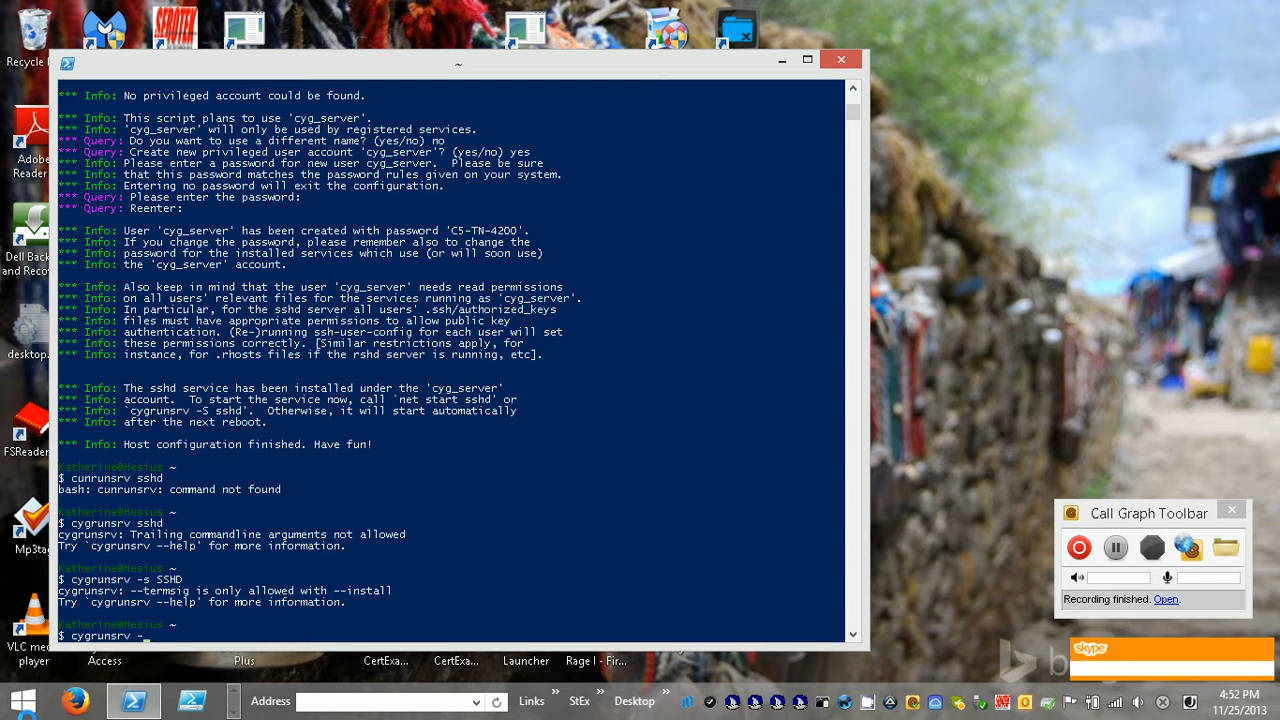 Recycle
SEROTEK
~
*** Info: No privileged account could be found.
*** Info: This script plans to use 'cyg_server'.
*** Info: 'cyg_server' will only be used by registered services.
*** Query: Do you want to use a different name? (yes/no) no
*** Query: Create new privileged user account 'cyg_server'? (yes/no) yes
*** Info: Please enter a password for new user cyg_server.  Please be sure
*** Info: that this password matches the password rules given on your system.
*** Info: Entering no password will exit the configuration.
*** Query: Please enter the password:
*** Query: Reenter:
*** Info: User 'cyg_server' has been created with password 'C5-TN-4200'.
*** Info: If you change the password, please remember also to change the
*** Info: password for the installed services which use (or will soon use)
*** Info: the 'cyg_server' account.
*** Info: Also keep in mind that the user 'cyg_server' needs read permissions
*** Info: on all users' relevant files for the services running as 'cyg_server'.
*** Info: In particular, for the sshd server all users' .ssh/authorized_keys
*** Info: files must have appropriate permissions to allow public key
*** Info: authentication. (Re-)running ssh-user-config for each user will set
*** Info: these permissions correctly. [Similar restrictions apply, for
*** Info: instance, for .rhosts files if the rshd server is running, etc].
*** Info: The sshd service has been installed under the 'cyg_server'
*** Info: account.  To start the service now, call `net start sshd' or
*** Info: `cygrunsrv -S sshd'.  Otherwise, it will start automatically
*** Info: after the next reboot.
*** Info: Host configuration finished. Have fun!
Katherine@Hesius ~
$ cunrunsrv sshd
bash: cunrunsrv: command not found
Katherine@Hesius ~
$ cygrunsrv sshd
cygrunsrv: Trailing commandline arguments not allowed
Try `cygrunsrv --help' for more information.
Katherine@Hesius ~
$ cygrunsrv -s SSHD
cygrunsrv: --termsig is only allowed with --install
Try `cygrunsrv --help' for more information.
Katherine@Hesius ~
$ cygrunsrv -
Adobe
Reader
Dell Back
and Reco
desktop.
FSReader
Mp3tag
VLC med
player
Access
Plus
CertExa...
CertExa...
Launcher
Rage I - Fir...
Call Graph Toolbar
Recording finished. Open.
skype
b
Address
Links
»
StEx
»
Desktop
»
4:52 PM
11/25/2013